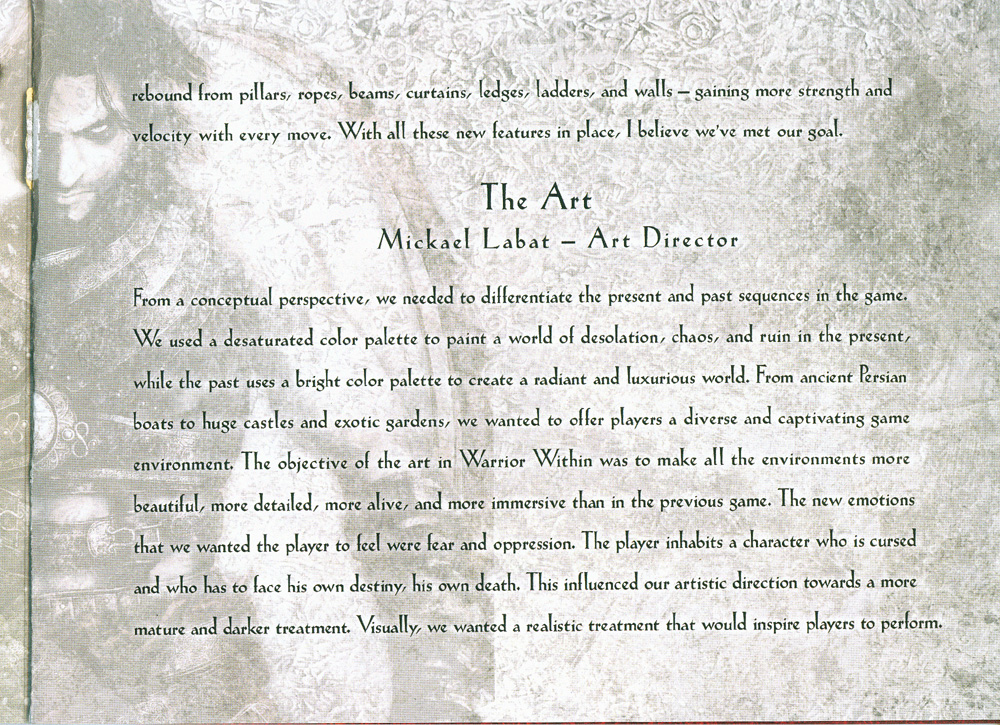 rebound from pillars, ropes, beams, curtains, ledges, ladders, and walls – gaining more strength and
velocity with every move. With all these new features in place, I believe we've met our goal.
The Art
Mickael Labat – Art Director
From a conceptual perspective, we needed to differentiate the present and past sequences in the game.
We used a desaturated color palette to paint a world of desolation, chaos, and ruin in the present,
while the past uses a bright color palette to create a radiant and luxurious world. From ancient Persian
boats to huge castles and exotic gardens, we wanted to offer players a diverse and captivating game
environment. The objective of the art in Warrior Within was to make all the environments more
beautiful, more detailed, more alive, and more immersive than in the previous game. The new emotions
that we wanted the player to feel were fear and oppression. The player inhabits a character who is cursed
and who has to face his own destiny, his own death. This influenced our artistic direction towards a more
mature and darker treatment. Visually, we wanted a realistic treatment that would inspire players to perform.